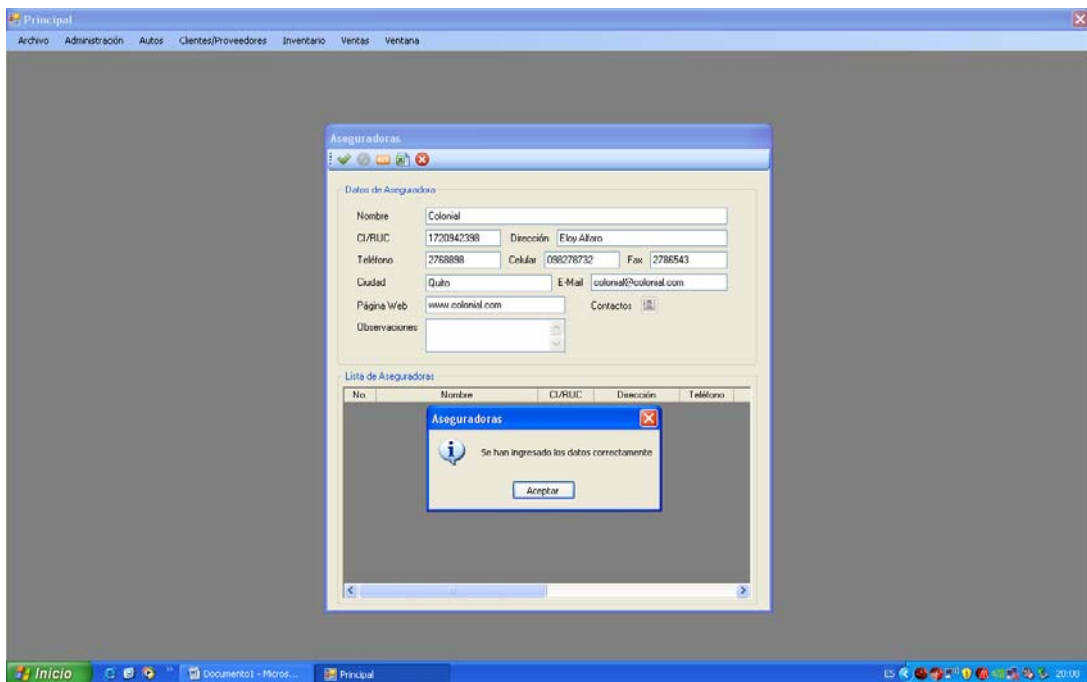 Principal
Archivo Administración Autos Clientes/Proveedores Inventario Ventas Ventana
Aseguradoras
Datos de Aseguradora
Nombre Colonial
CI/RUC 1720942398 Dirección Eloy Alfaro
Teléfono 2768898 Celular 098278732 Fax 2786543
Ciudad Quito E-Mail colonial@colonial.com
Página Web www.colonial.com Contactos
Observaciones
Lista de Aseguradoras
No. Nombre CI/RUC Dirección Teléfono
Aseguradoras
Se han ingresado los datos correctamente
Aceptar
Inicio Documento1 - Micros... Principal ES 20:08